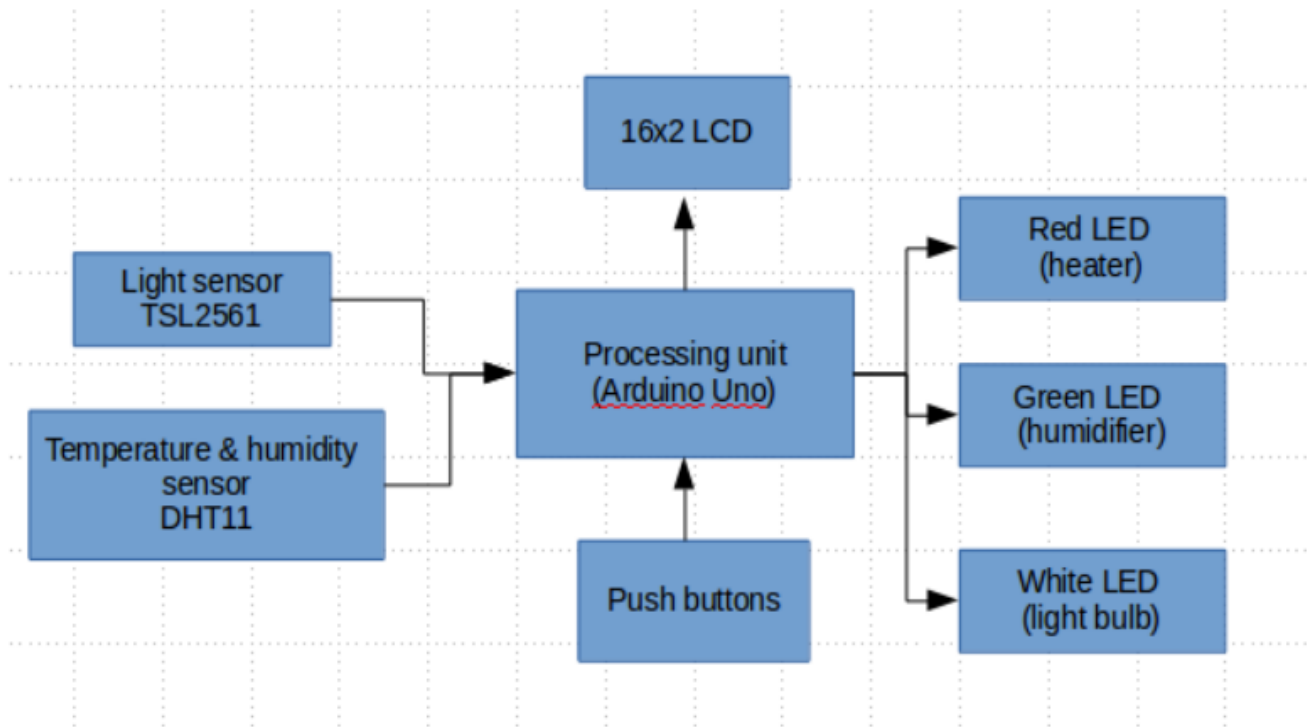 16x2 LCD
Light sensor
TSL2561
Temperature & humidity
sensor
DHT11
Processing unit
(Arduino Uno)
Push buttons
Red LED
(heater)
Green LED
(humidifier)
White LED
(light bulb)